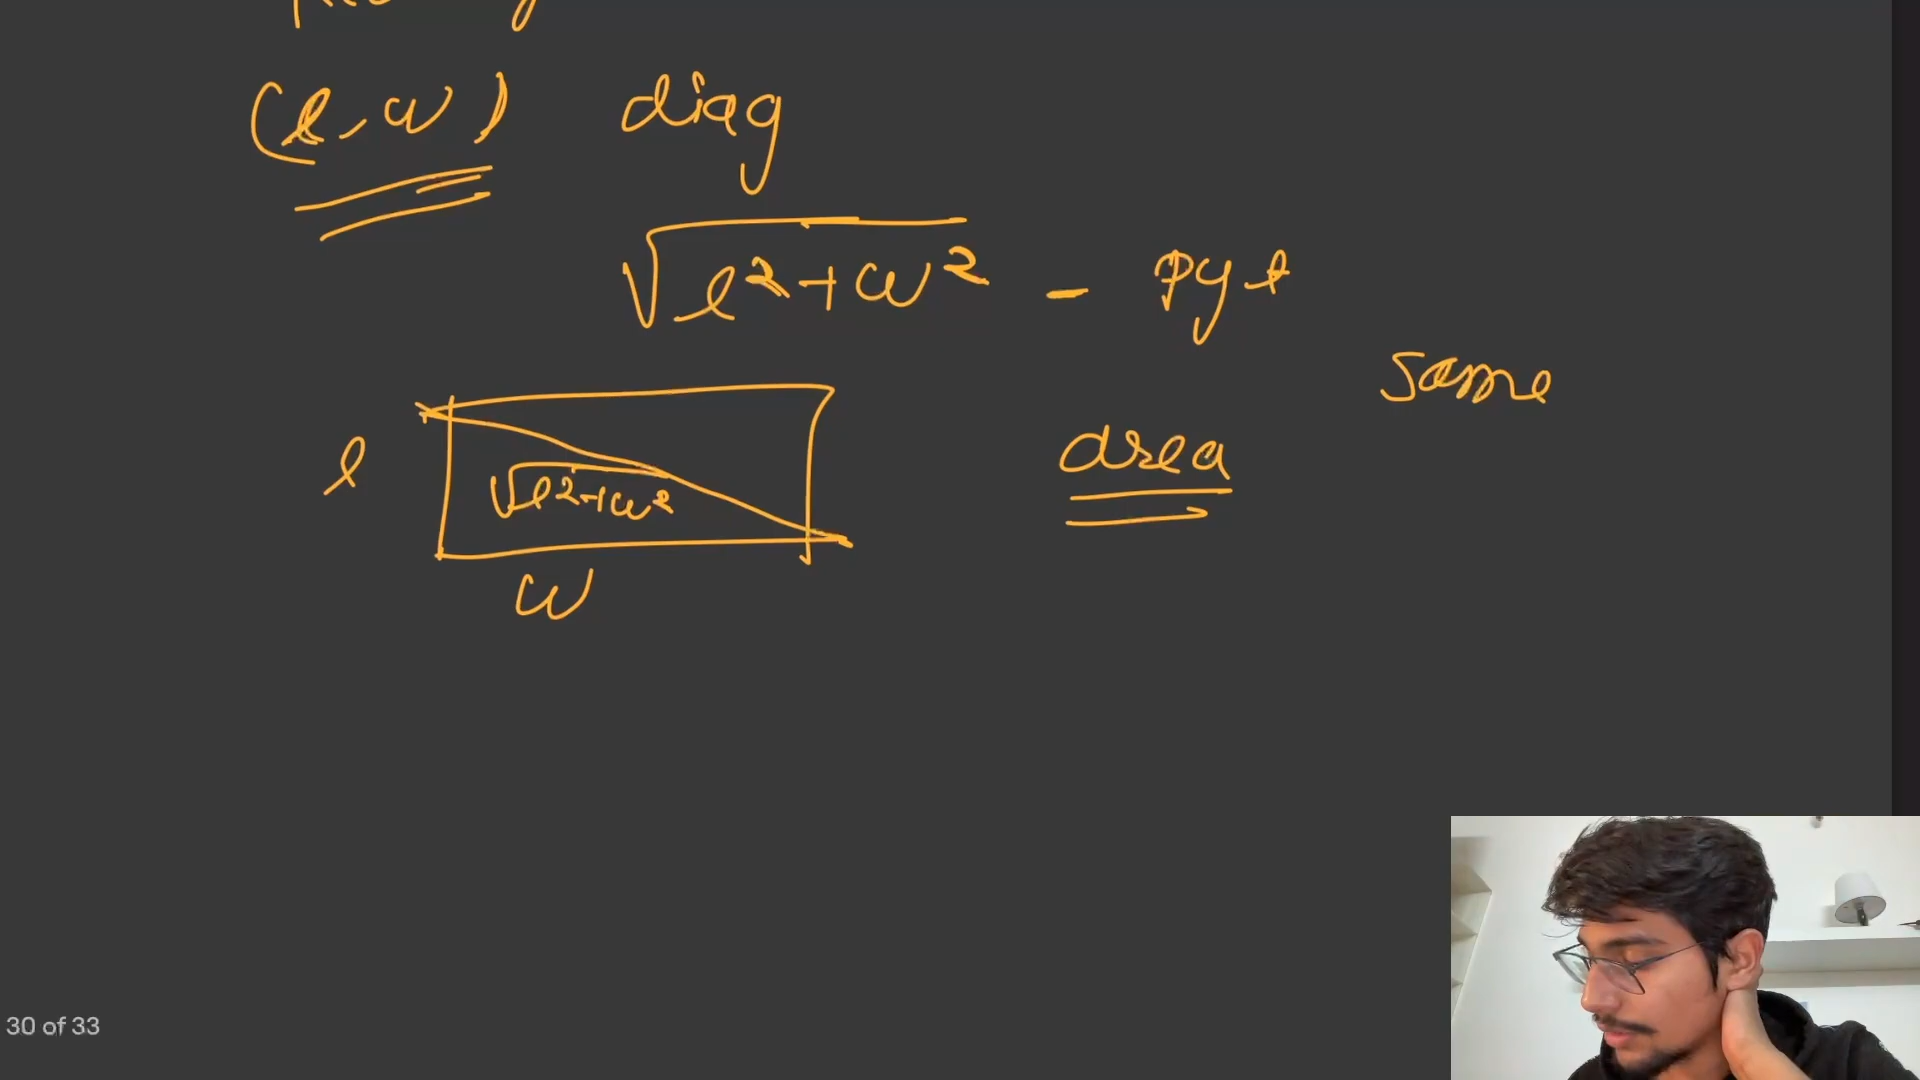 (l, w) diag
√l²+w² - pyt
same
area
l
√l²+w²
w
30 of 33